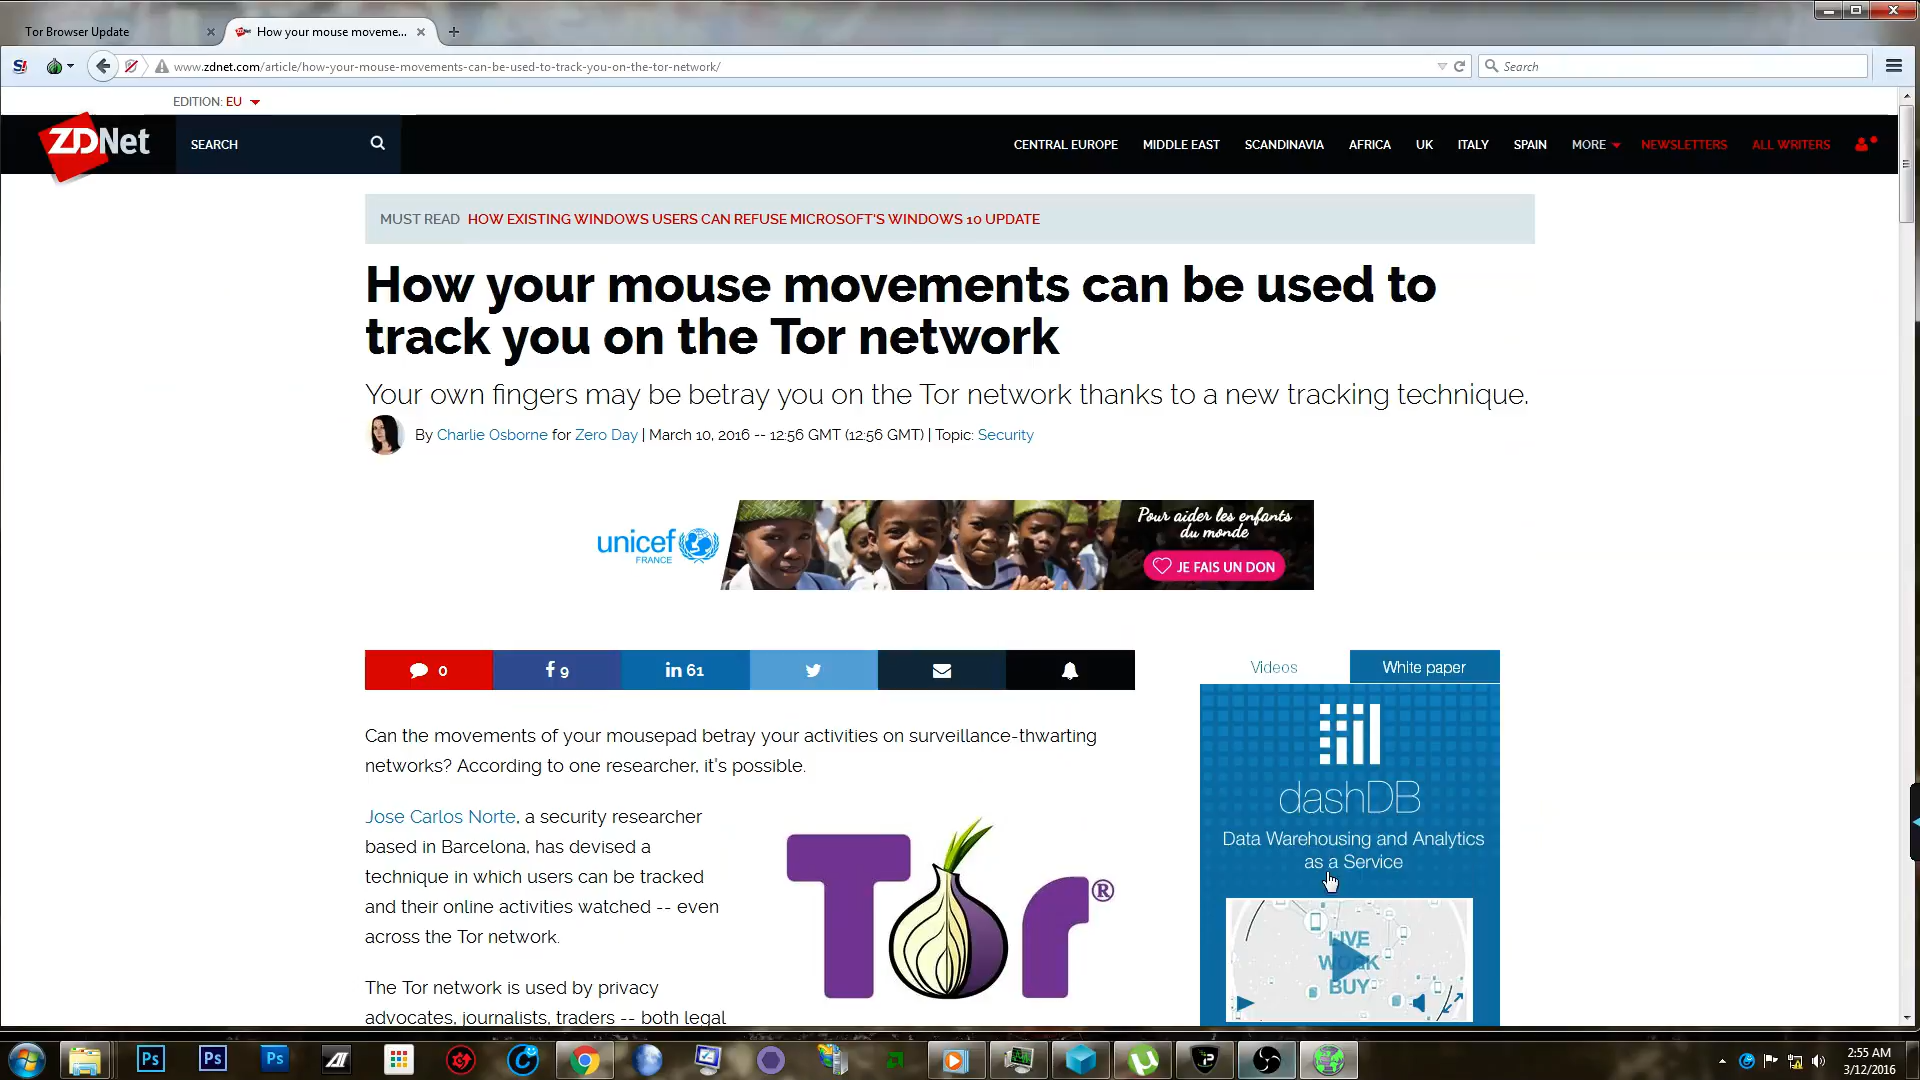 Tor Browser Update
How your mouse moveme...
www.zdnet.com/article/how-your-mouse-movements-can-be-used-to-track-you-on-the-tor-network/
Search
EDITION: EU
ZDNet
SEARCH
CENTRAL EUROPE MIDDLE EAST SCANDINAVIA AFRICA UK ITALY SPAIN MORE NEWSLETTERS ALL WRITERS
MUST READ HOW EXISTING WINDOWS USERS CAN REFUSE MICROSOFT'S WINDOWS 10 UPDATE
How your mouse movements can be used to
track you on the Tor network
Your own fingers may be betray you on the Tor network thanks to a new tracking technique.
By Charlie Osborne for Zero Day | March 10, 2016 -- 12:56 GMT (12:56 GMT) | Topic: Security
unicef
FRANCE
Pour aider les enfants
du monde
JE FAIS UN DON
0
f 9
in 61
Videos
White paper
Can the movements of your mousepad betray your activities on surveillance-thwarting
networks? According to one researcher, it's possible.
Jose Carlos Norte, a security researcher
based in Barcelona, has devised a
technique in which users can be tracked
and their online activities watched -- even
across the Tor network.
The Tor network is used by privacy
advocates, journalists, traders -- both legal
Tor®
dashDB
Data Warehousing and Analytics
as a Service
LIVE
WORK
BUY
Ps
Ps
Ps
2:55 AM
3/12/2016